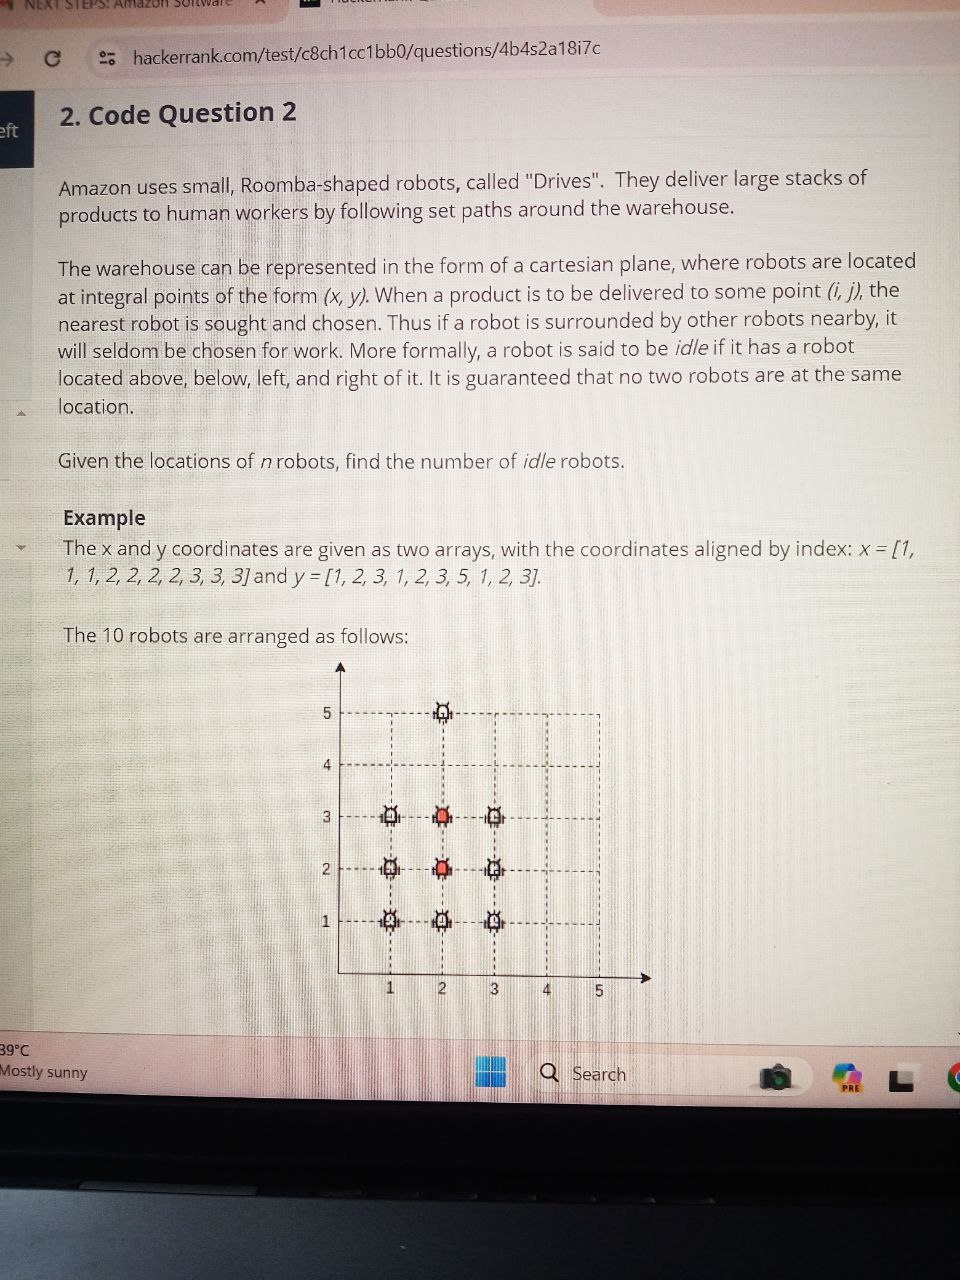 NEXT STEPS: Amazon Software
hackerrank.com/test/c8ch1cc1bb0/questions/4b4s2a18i7c
eft
2. Code Question 2
Amazon uses small, Roomba-shaped robots, called "Drives". They deliver large stacks of
products to human workers by following set paths around the warehouse.
The warehouse can be represented in the form of a cartesian plane, where robots are located
at integral points of the form (x, y). When a product is to be delivered to some point (i, j), the
nearest robot is sought and chosen. Thus if a robot is surrounded by other robots nearby, it
will seldom be chosen for work. More formally, a robot is said to be idle if it has a robot
located above, below, left, and right of it. It is guaranteed that no two robots are at the same
location.
Given the locations of n robots, find the number of idle robots.
Example
The x and y coordinates are given as two arrays, with the coordinates aligned by index: x = [1,
1, 1, 2, 2, 2, 2, 3, 3, 3] and y = [1, 2, 3, 1, 2, 3, 5, 1, 2, 3].
The 10 robots are arranged as follows:
5
4
3
2
1
1 2 3 4 5
39°C
Mostly sunny
Search
PRE